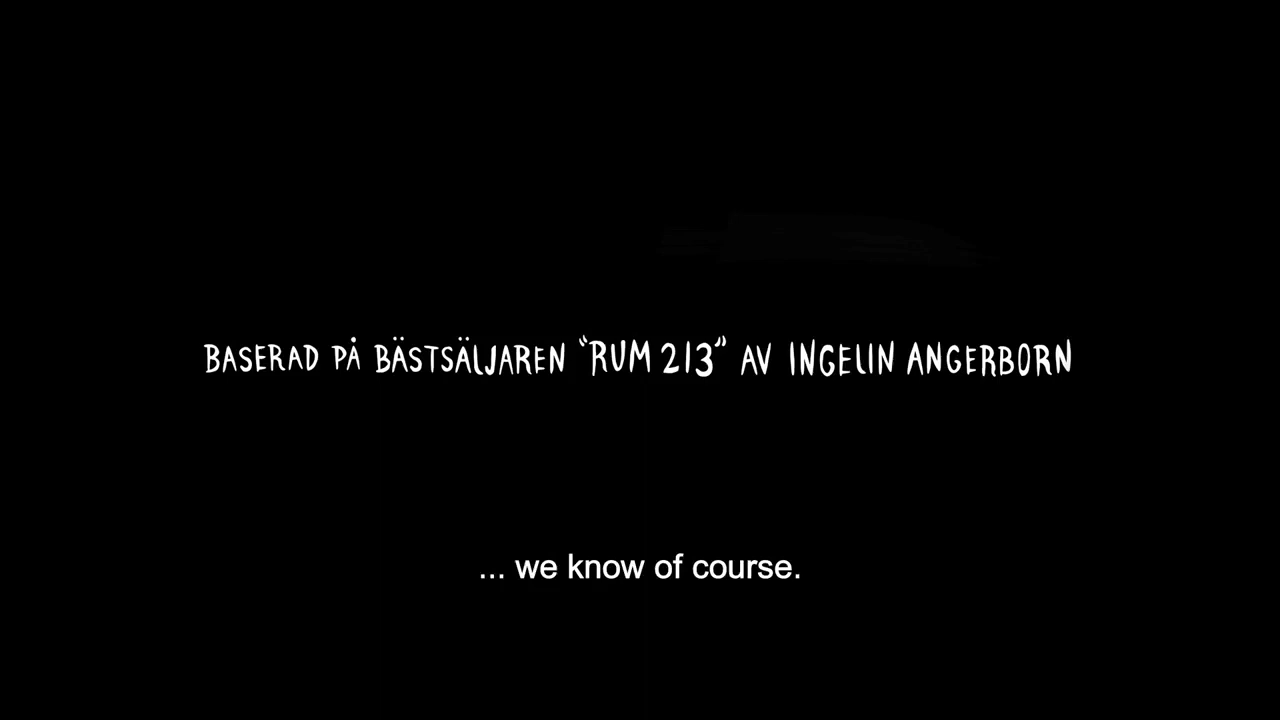 BASERAD PÅ BÄSTSÄLJAREN “RUM 213” AV INGELIN ANGERBORN
... we know of course.